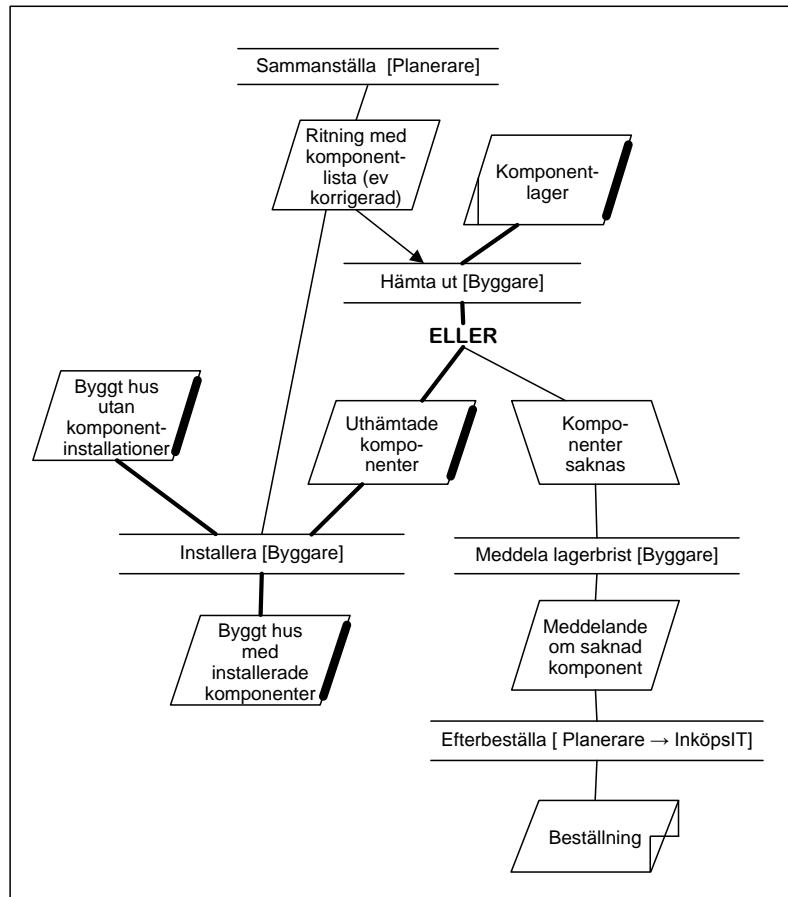 Sammanställa [Planerare]
Ritning med
komponent-
lista (ev
korrigerad)
Komponent-
lager
Hämta ut [Byggare]
ELLER
Byggt hus
utan
komponent-
installationer
Uthämtade
kompo-
nenter
Kompo-
nenter
saknas
Installera [Byggare]
Meddela lagerbrist [Byggare]
Byggt hus
med
installerade
komponenter
Meddelande
om saknad
komponent
Efterbeställa [ Planerare → InköpsIT]
Beställning